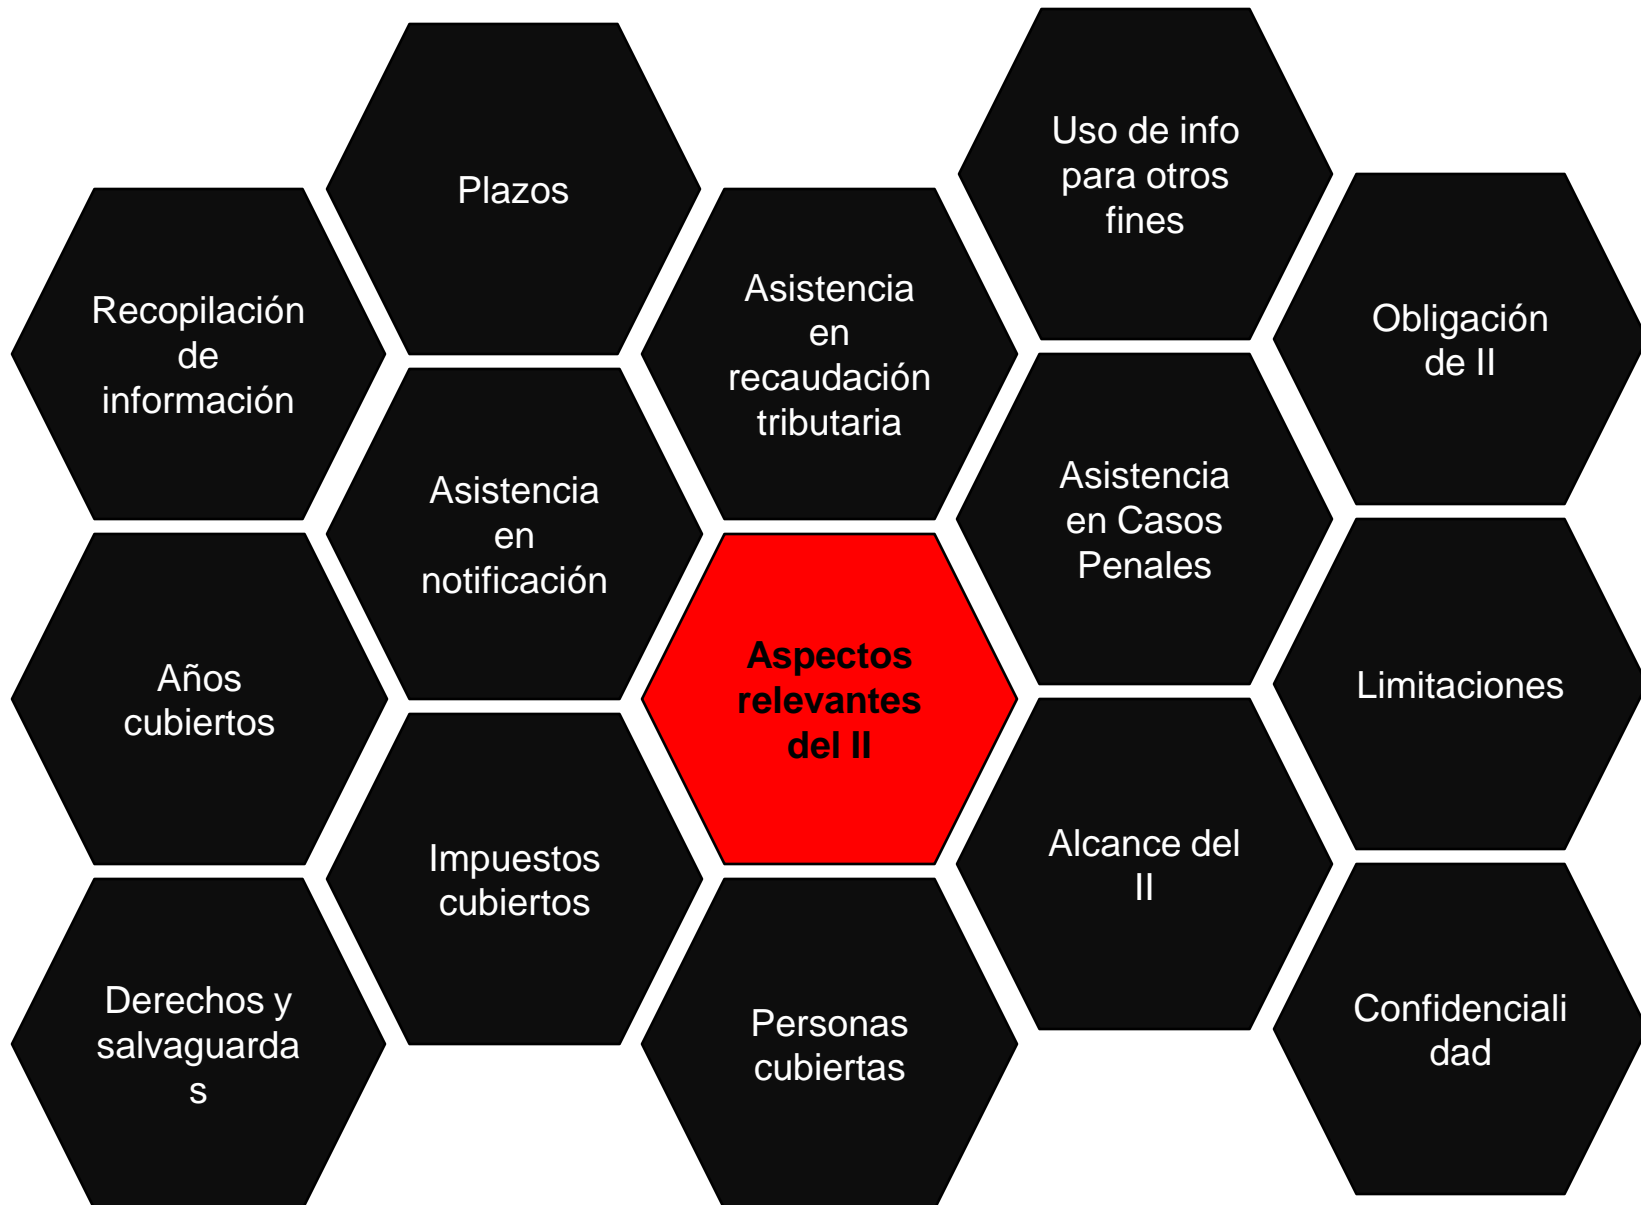 Plazos
Uso de info
para otros
fines
Recopilación
de
información
Asistencia
en
recaudación
tributaria
Obligación
de II
Asistencia
en
notificación
Asistencia
en Casos
Penales
Años
cubiertos
Aspectos
relevantes
del II
Limitaciones
Impuestos
cubiertos
Alcance del
II
Derechos y
salvaguarda
s
Personas
cubiertas
Confidenciali
dad